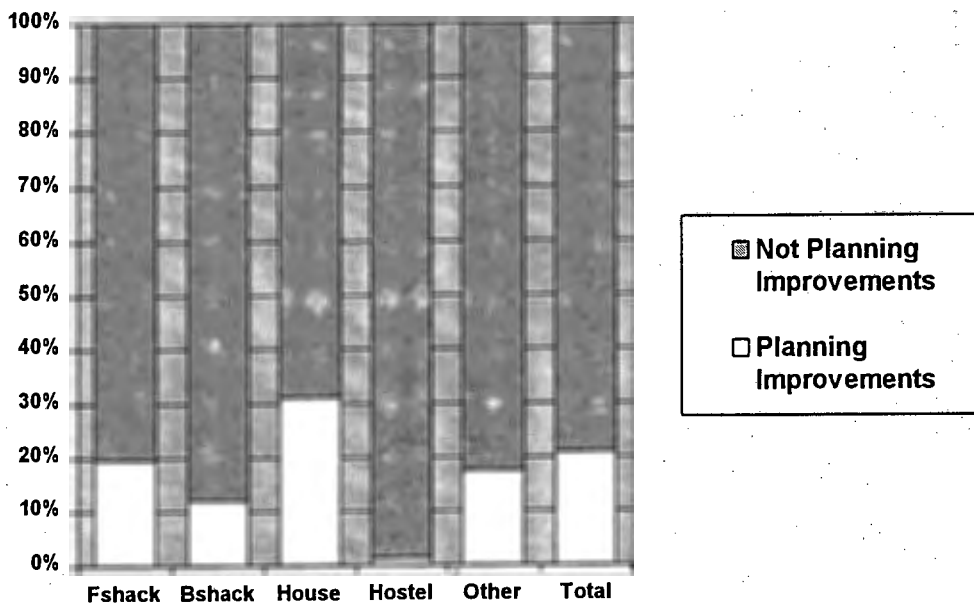 100%
90%
80%
70%
60%
50%
40%
30%
20%
10%
0%
Fshack Bshack House Hostel Other Total
Not Planning
Improvements
Planning
Improvements